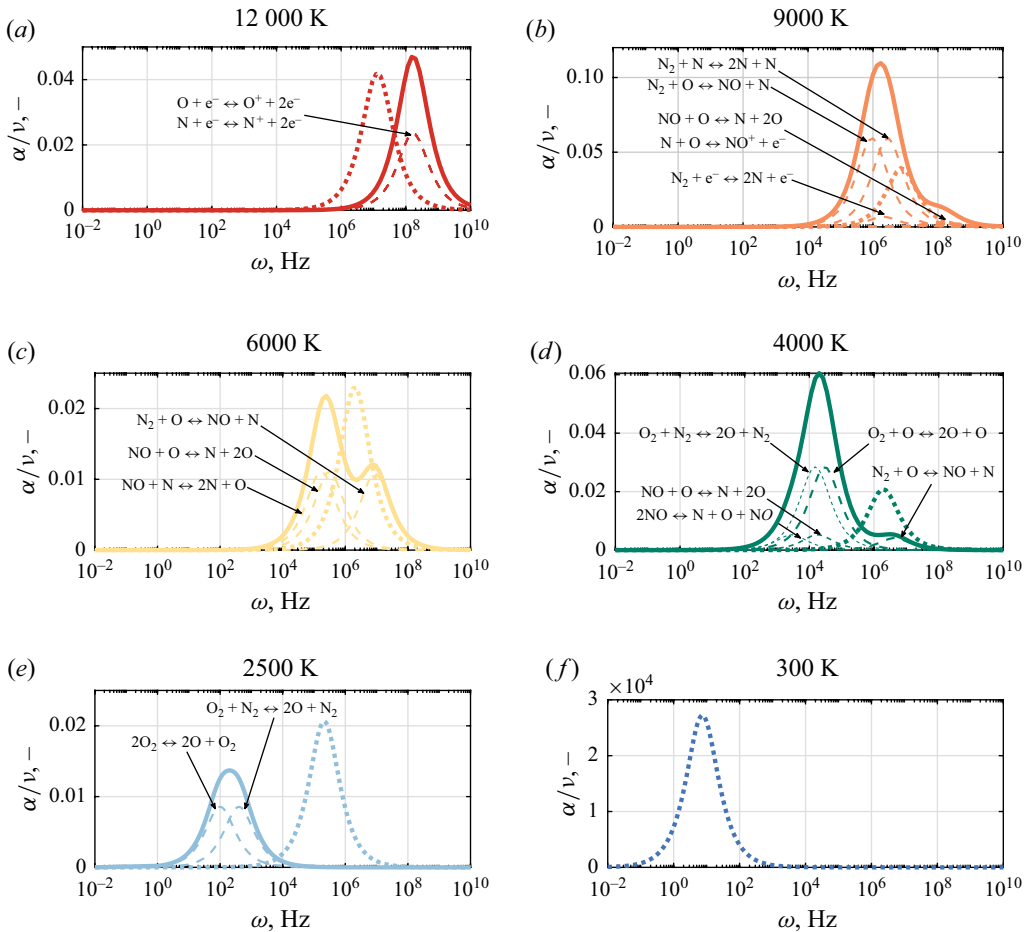 (a)
12 000 K
0.04
0.02
0
α/ν, –
O + e⁻ ↔ O⁺ + 2e⁻
N + e⁻ ↔ N⁺ + 2e⁻
10⁻² 10⁰ 10² 10⁴ 10⁶ 10⁸ 10¹⁰
ω, Hz
(b)
9000 K
0.10
0.05
0
α/ν, –
N₂ + N ↔ 2N + N
N₂ + O ↔ NO + N
NO + O ↔ N + 2O
N + O ↔ NO⁺ + e⁻
N₂ + e⁻ ↔ 2N + e⁻
10⁻² 10⁰ 10² 10⁴ 10⁶ 10⁸ 10¹⁰
ω, Hz
(c)
6000 K
0.02
0.01
0
α/ν, –
N₂ + O ↔ NO + N
NO + O ↔ N + 2O
NO + N ↔ 2N + O
10⁻² 10⁰ 10² 10⁴ 10⁶ 10⁸ 10¹⁰
ω, Hz
(d)
4000 K
0.06
0.04
0.02
0
α/ν, –
O₂ + N₂ ↔ 2O + N₂
O₂ + O ↔ 2O + O
N₂ + O ↔ NO + N
NO + O ↔ N + 2O
2NO ↔ N + O + NO
10⁻² 10⁰ 10² 10⁴ 10⁶ 10⁸ 10¹⁰
ω, Hz
(e)
2500 K
0.02
0.01
0
α/ν, –
O₂ + N₂ ↔ 2O + N₂
2O₂ ↔ 2O + O₂
10⁻² 10⁰ 10² 10⁴ 10⁶ 10⁸ 10¹⁰
ω, Hz
(f)
300 K
×10⁴
3
2
1
0
α/ν, –
10⁻² 10⁰ 10² 10⁴ 10⁶ 10⁸ 10¹⁰
ω, Hz